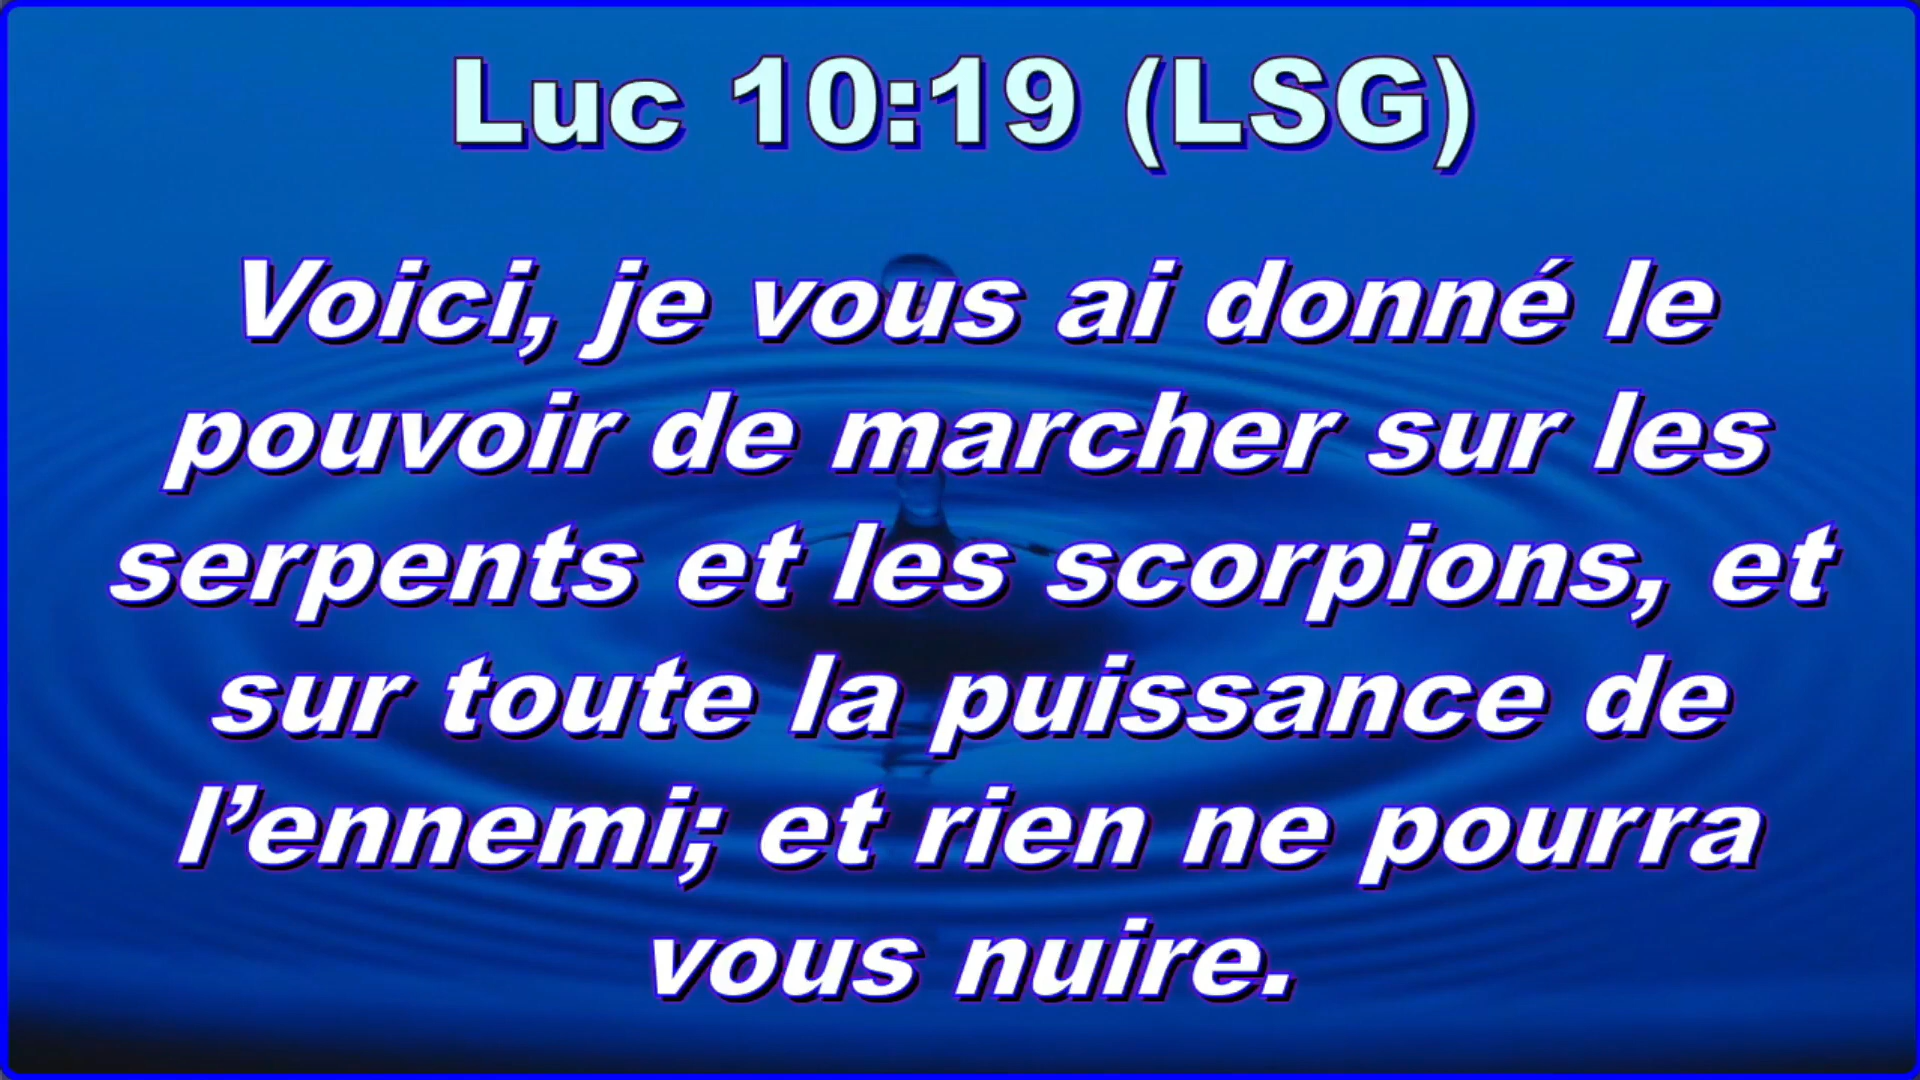 Luc 10:19 (LSG)
Voici, je vous ai donné le
pouvoir de marcher sur les
serpents et les scorpions, et
sur toute la puissance de
l’ennemi; et rien ne pourra
vous nuire.